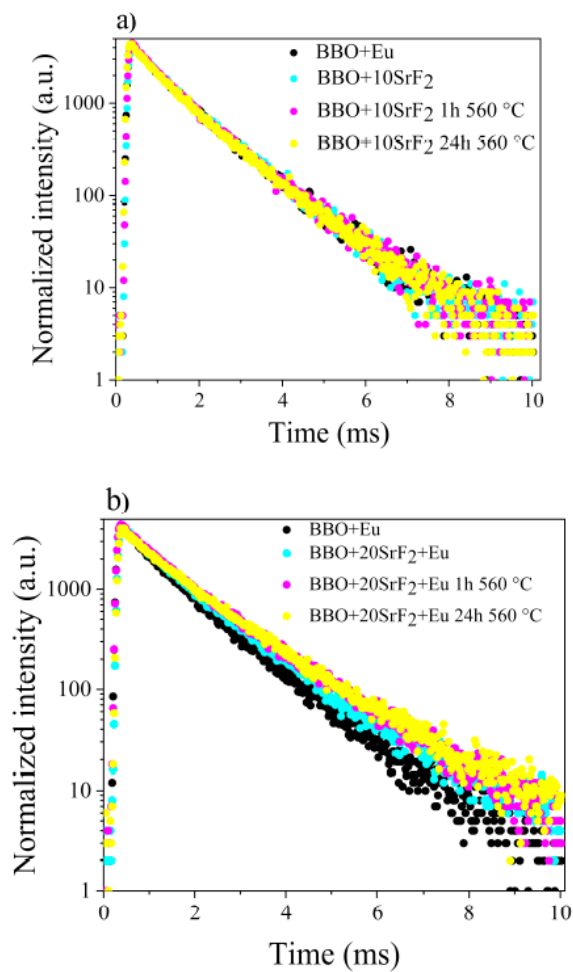 a)
BBO+Eu
BBO+10SrF2
BBO+10SrF2 1h 560 °C
BBO+10SrF2 24h 560 °C
Normalized intensity (a.u.)
1000
100
10
1
0 2 4 6 8 10
Time (ms)
b)
BBO+Eu
BBO+20SrF2+Eu
BBO+20SrF2+Eu 1h 560 °C
BBO+20SrF2+Eu 24h 560 °C
Normalized intensity (a.u.)
1000
100
10
1
0 2 4 6 8 10
Time (ms)